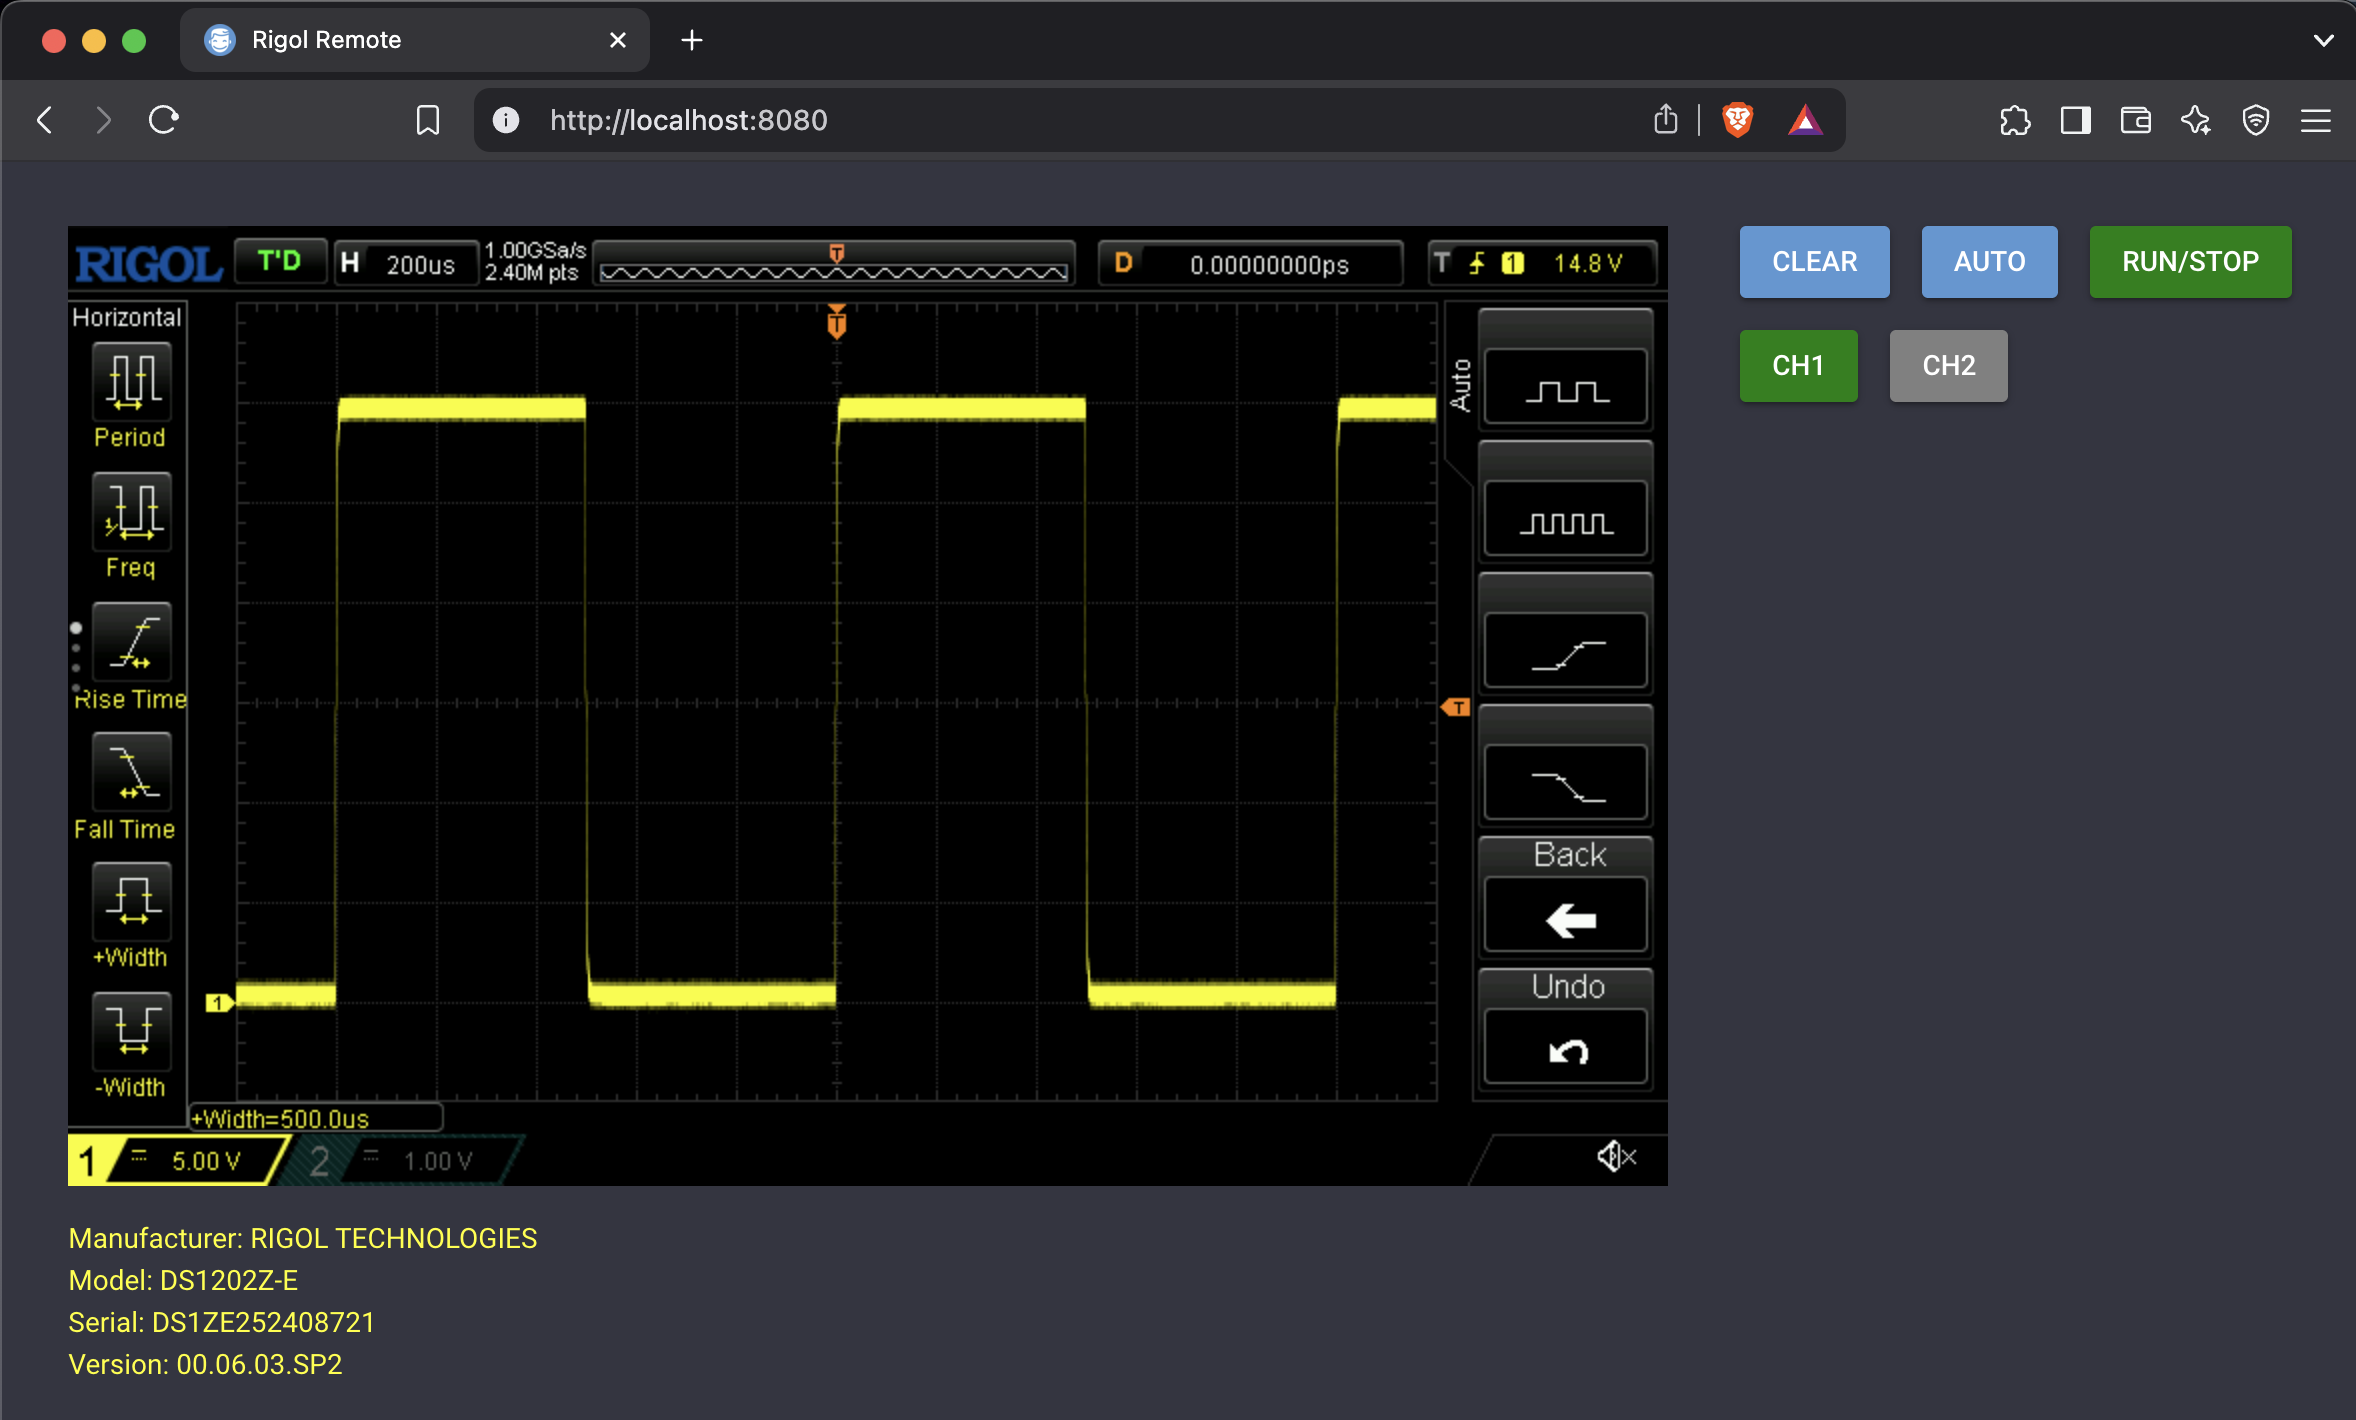 Rigol Remote
http://localhost:8080
RIGOL
T'D
H 200us
1.00GSa/s
2.40M pts
T
D 0.00000000ps
T 1 14.8 V
CLEAR
AUTO
RUN/STOP
CH1
CH2
Horizontal
Period
Freq
Rise Time
Fall Time
+Width
-Width
T
T
1
Auto
Back
Undo
+Width=500.0us
1 5.00 V
2 1.00 V
Manufacturer: RIGOL TECHNOLOGIES
Model: DS1202Z-E
Serial: DS1ZE252408721
Version: 00.06.03.SP2